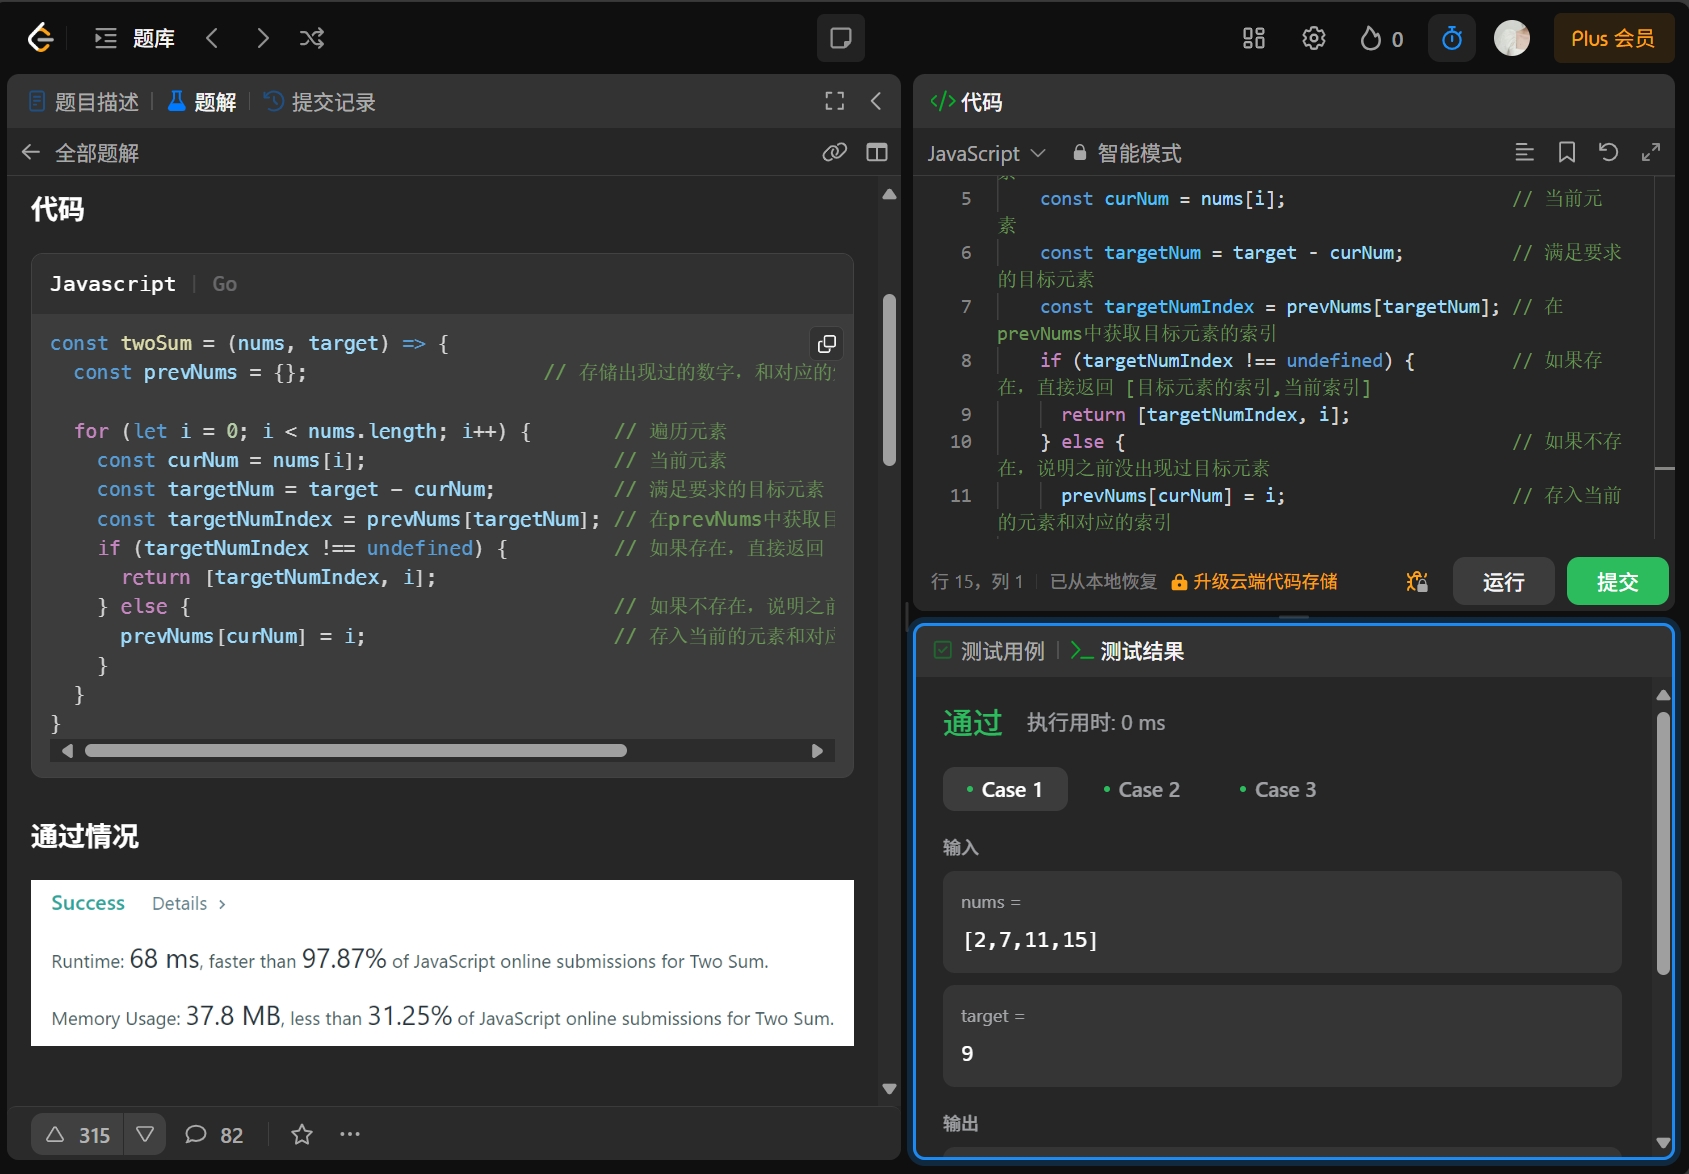 题库
0
Plus 会员
题目描述
题解
提交记录
全部题解
代码
Javascript
Go
const twoSum = (nums, target) => {
const prevNums = {}; // 存储出现过的数字，和对应的
for (let i = 0; i < nums.length; i++) { // 遍历元素
const curNum = nums[i]; // 当前元素
const targetNum = target - curNum; // 满足要求的目标元素
const targetNumIndex = prevNums[targetNum]; // 在prevNums中获取目
if (targetNumIndex !== undefined) { // 如果存在，直接返回
return [targetNumIndex, i];
} else { // 如果不存在，说明之前
prevNums[curNum] = i; // 存入当前的元素和对应
}
}
}
通过情况
Success
Details
Runtime: 68 ms, faster than 97.87% of JavaScript online submissions for Two Sum.
Memory Usage: 37.8 MB, less than 31.25% of JavaScript online submissions for Two Sum.
315
82
代码
JavaScript
智能模式
5 const curNum = nums[i]; // 当前元
素
6 const targetNum = target - curNum; // 满足要求
的目标元素
7 const targetNumIndex = prevNums[targetNum]; // 在
prevNums中获取目标元素的索引
8 if (targetNumIndex !== undefined) { // 如果存
在，直接返回 [目标元素的索引,当前索引]
9 return [targetNumIndex, i];
10 } else { // 如果不存
在，说明之前没出现过目标元素
11 prevNums[curNum] = i; // 存入当前
的元素和对应的索引
行 15，列 1
已从本地恢复
升级云端代码存储
运行
提交
测试用例
测试结果
通过
执行用时: 0 ms
Case 1
Case 2
Case 3
输入
nums =
[2,7,11,15]
target =
9
输出